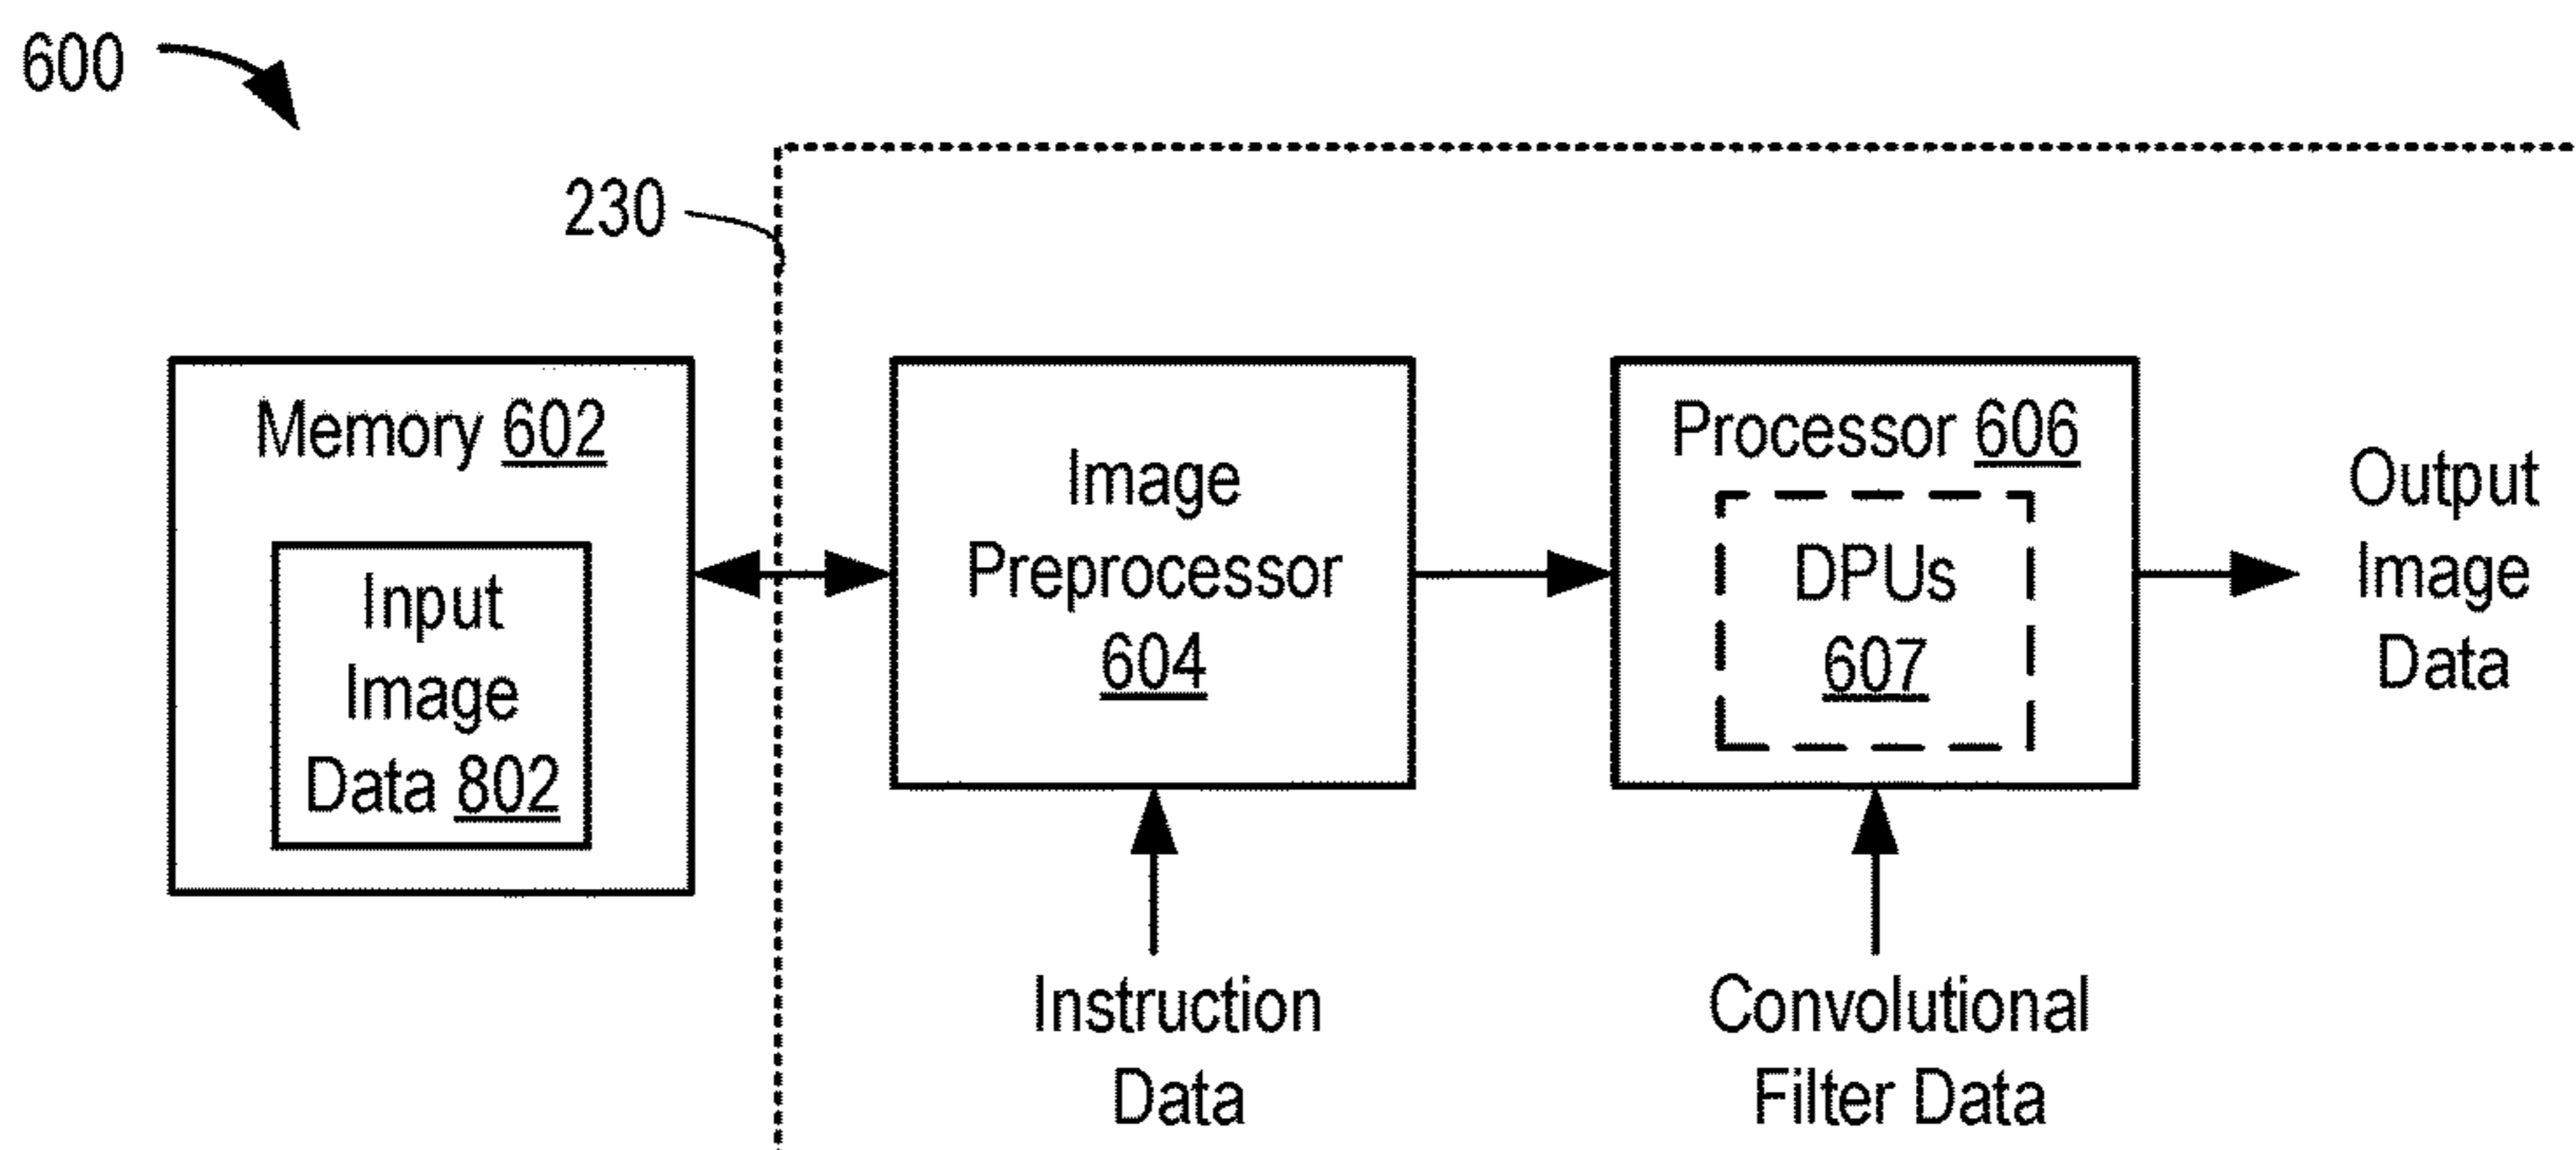 600
230
Memory 602
Input
Image
Data 802
Image
Preprocessor
604
Processor 606
DPUs
607
Output
Image
Data
Instruction
Data
Convolutional
Filter Data